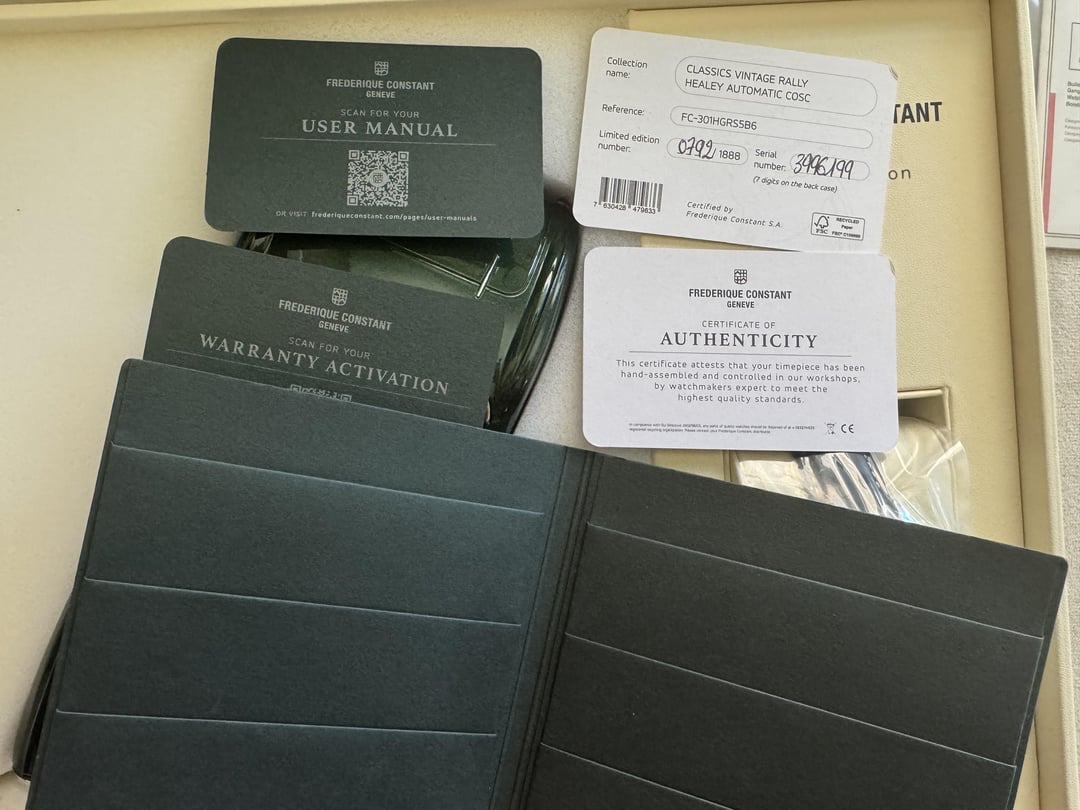 FREDERIQUE CONSTANT
GENEVE
SCAN FOR YOUR
USER MANUAL
OR VISIT frederiqueconstant.com/pages/user-manuals
Collection name:
CLASSICS VINTAGE RALLY
HEALEY AUTOMATIC COSC
Reference:
FC-301HGRS5B6
Limited edition number:
0792/1888
Serial number:
3996199
(7 digits on the back case)
7 630428 479833
Certified by
Frederique Constant S.A.
FSC
RECYCLED
Paper
TANT
on
FREDERIQUE CONSTANT
GENEVE
SCAN FOR YOUR
WARRANTY ACTIVATION
FREDERIQUE CONSTANT
GENEVE
CERTIFICATE OF
AUTHENTICITY
This certificate attests that your timepiece has been
hand-assembled and controlled in our workshops,
by watchmakers expert to meet the
highest quality standards.
CE